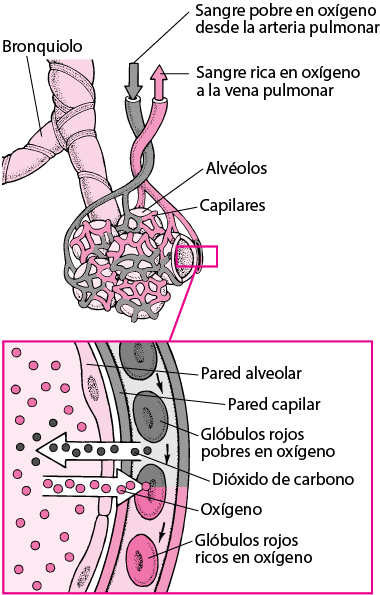 Sangre pobre en oxígeno
desde la arteria pulmonar
Bronquiolo
Sangre rica en oxígeno
a la vena pulmonar
Alvéolos
Capilares
Pared alveolar
Pared capilar
Glóbulos rojos
pobres en oxígeno
Dióxido de carbono
Oxígeno
Glóbulos rojos
ricos en oxígeno